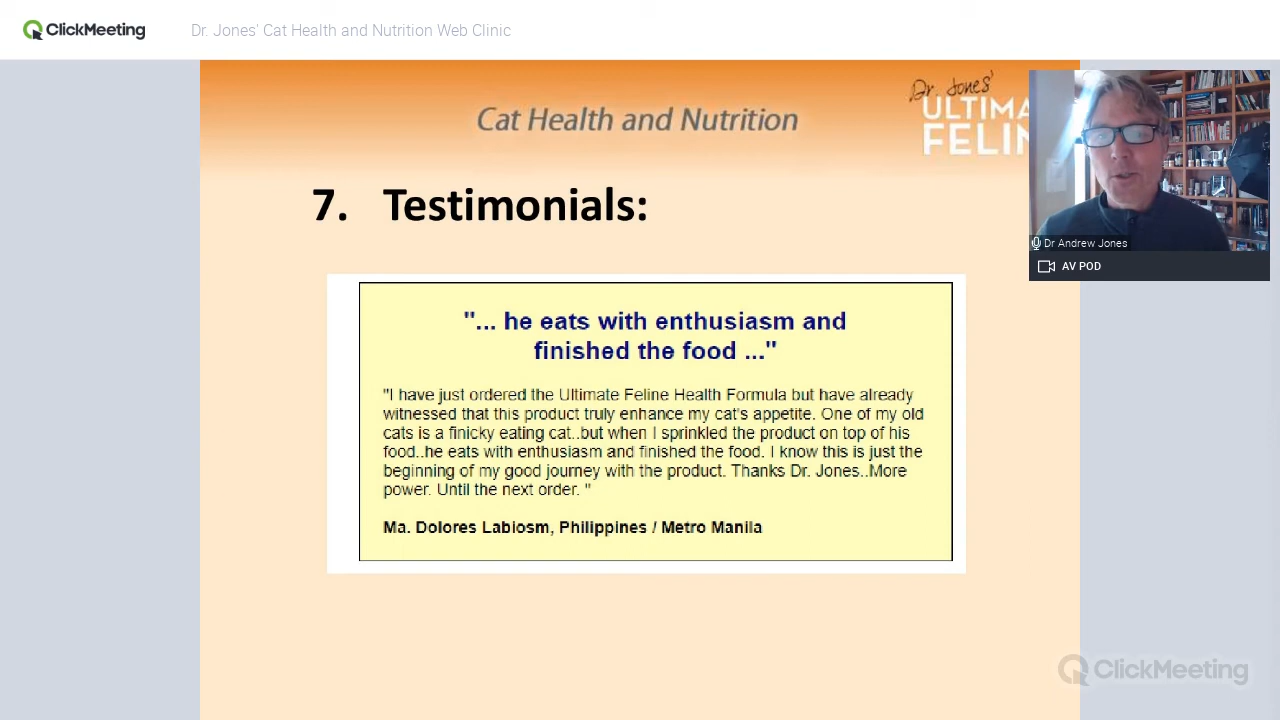 ClickMeeting
Dr. Jones' Cat Health and Nutrition Web Clinic
Cat Health and Nutrition
Dr. Jones'
ULTIMA
FELIN
7. Testimonials:
"... he eats with enthusiasm and
finished the food ..."
"I have just ordered the Ultimate Feline Health Formula but have already
witnessed that this product truly enhance my cat's appetite. One of my old
cats is a finicky eating cat..but when I sprinkled the product on top of his
food..he eats with enthusiasm and finished the food. I know this is just the
beginning of my good journey with the product. Thanks Dr. Jones..More
power. Until the next order. "
Ma. Dolores Labiosm, Philippines / Metro Manila
Dr Andrew Jones
AV POD
ClickMeeting